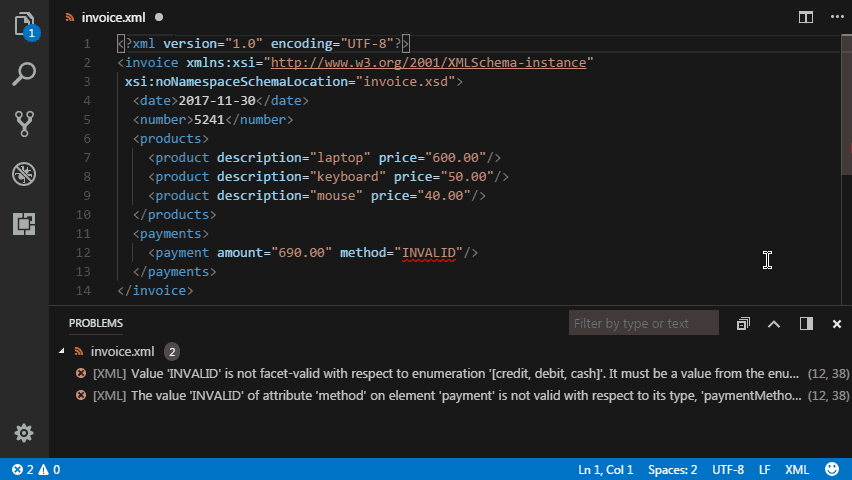 invoice.xml
1
1 <?xml version="1.0" encoding="UTF-8"?>
2 <invoice xmlns:xsi="http://www.w3.org/2001/XMLSchema-instance"
3 xsi:noNamespaceSchemaLocation="invoice.xsd">
4 <date>2017-11-30</date>
5 <number>5241</number>
6 <products>
7 <product description="laptop" price="600.00"/>
8 <product description="keyboard" price="50.00"/>
9 <product description="mouse" price="40.00"/>
10 </products>
11 <payments>
12 <payment amount="690.00" method="INVALID"/>
13 </payments>
14 </invoice>
PROBLEMS
Filter by type or text
invoice.xml 2
[XML] Value 'INVALID' is not facet-valid with respect to enumeration '[credit, debit, cash]'. It must be a value from the enu... (12, 38)
[XML] The value 'INVALID' of attribute 'method' on element 'payment' is not valid with respect to its type, 'paymentMetho... (12, 38)
2 0 Ln 1, Col 1 Spaces: 2 UTF-8 LF XML